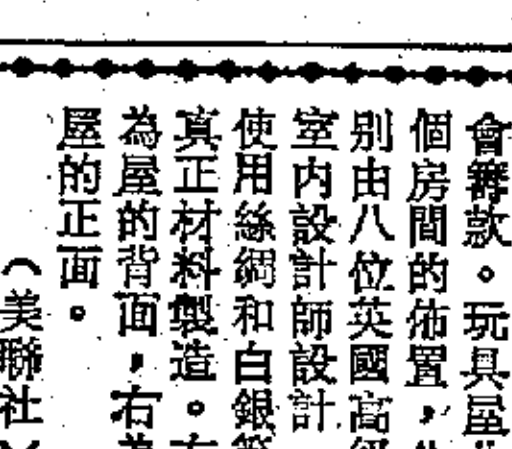 會籌款。玩具屋
個房間的佈置，
别由八位英國高
室内設計師設計
使用絲綢和白銀
真正材料製造。
為屋的背面，右
屋的正面。
（美聯社